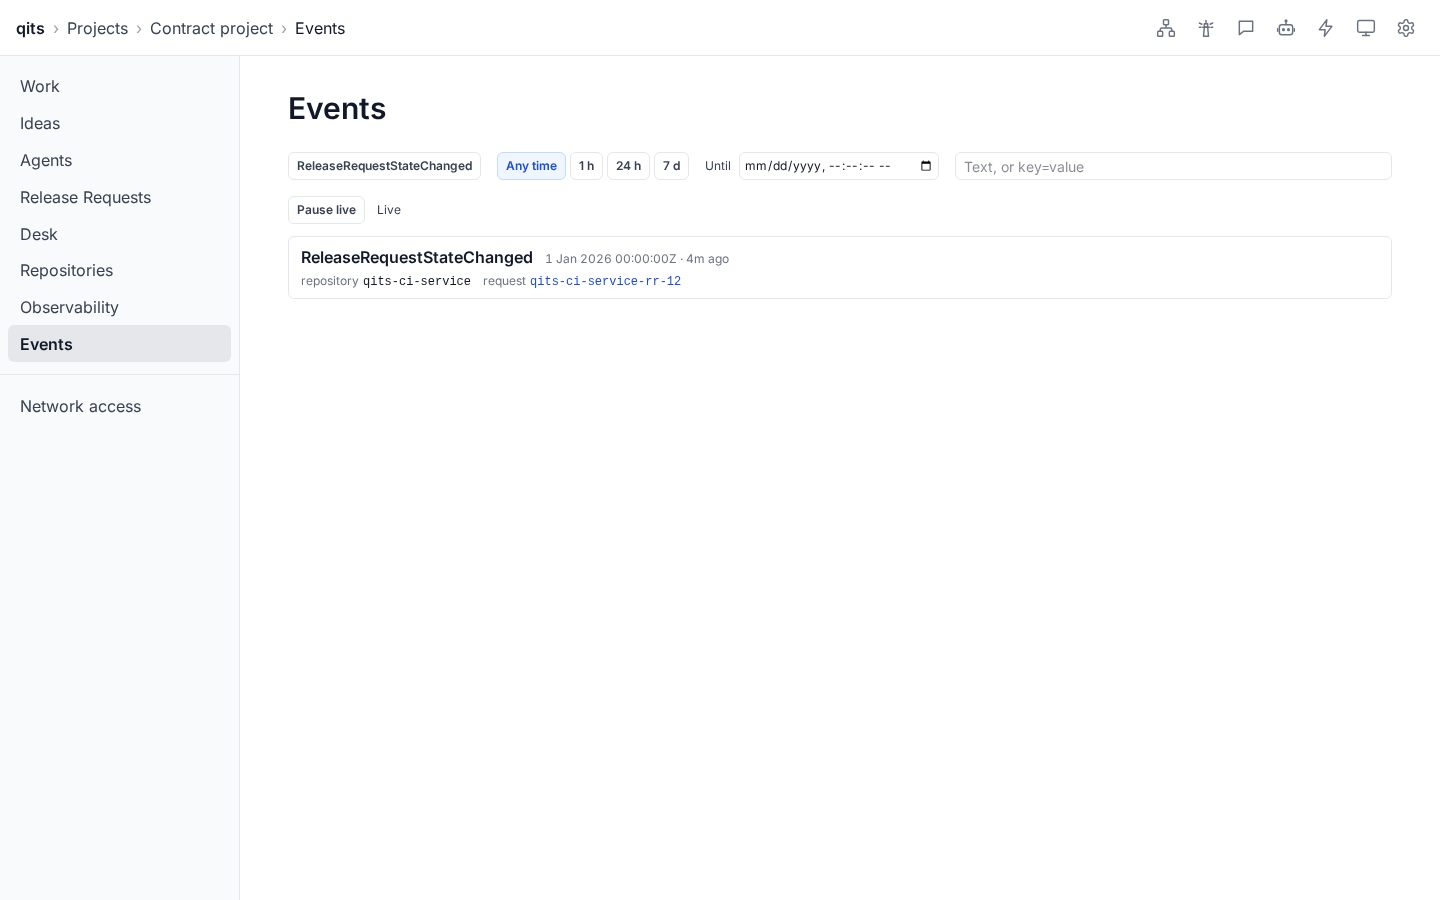 qits › Projects › Contract project › Events
Work
Ideas
Agents
Release Requests
Desk
Repositories
Observability
Events
Network access
Events
ReleaseRequestStateChanged Any time 1 h 24 h 7 d Until mm/dd/yyyy, --:--:-- -- Text, or key=value
Pause live Live
ReleaseRequestStateChanged 1 Jan 2026 00:00:00Z · 4m ago
repository qits-ci-service request qits-ci-service-rr-12